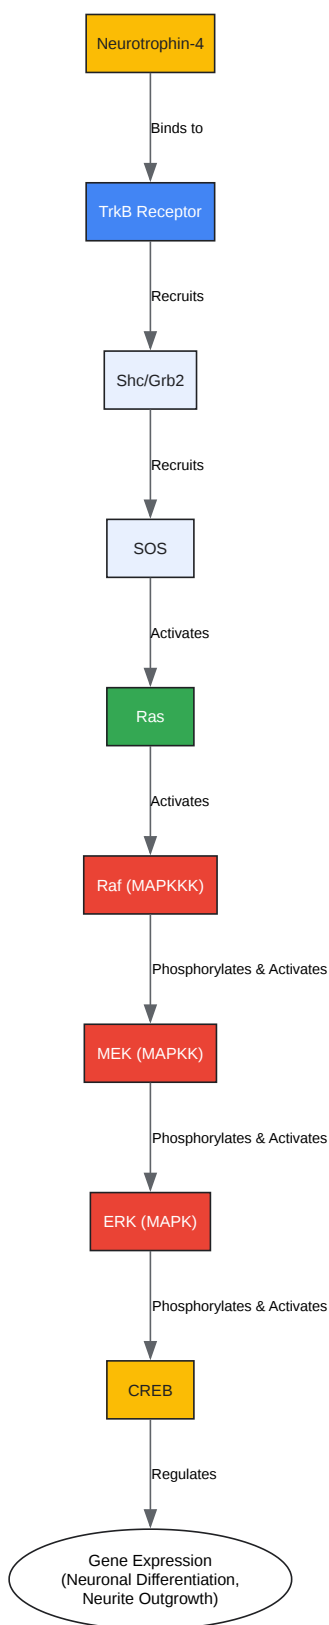 Neurotrophin-4
Binds to
TrkB Receptor
Recruits
Shc/Grb2
Recruits
SOS
Activates
Ras
Activates
Raf (MAPKKK)
Phosphorylates & Activates
MEK (MAPKK)
Phosphorylates & Activates
ERK (MAPK)
Phosphorylates & Activates
CREB
Regulates
Gene Expression
(Neuronal Differentiation,
Neurite Outgrowth)